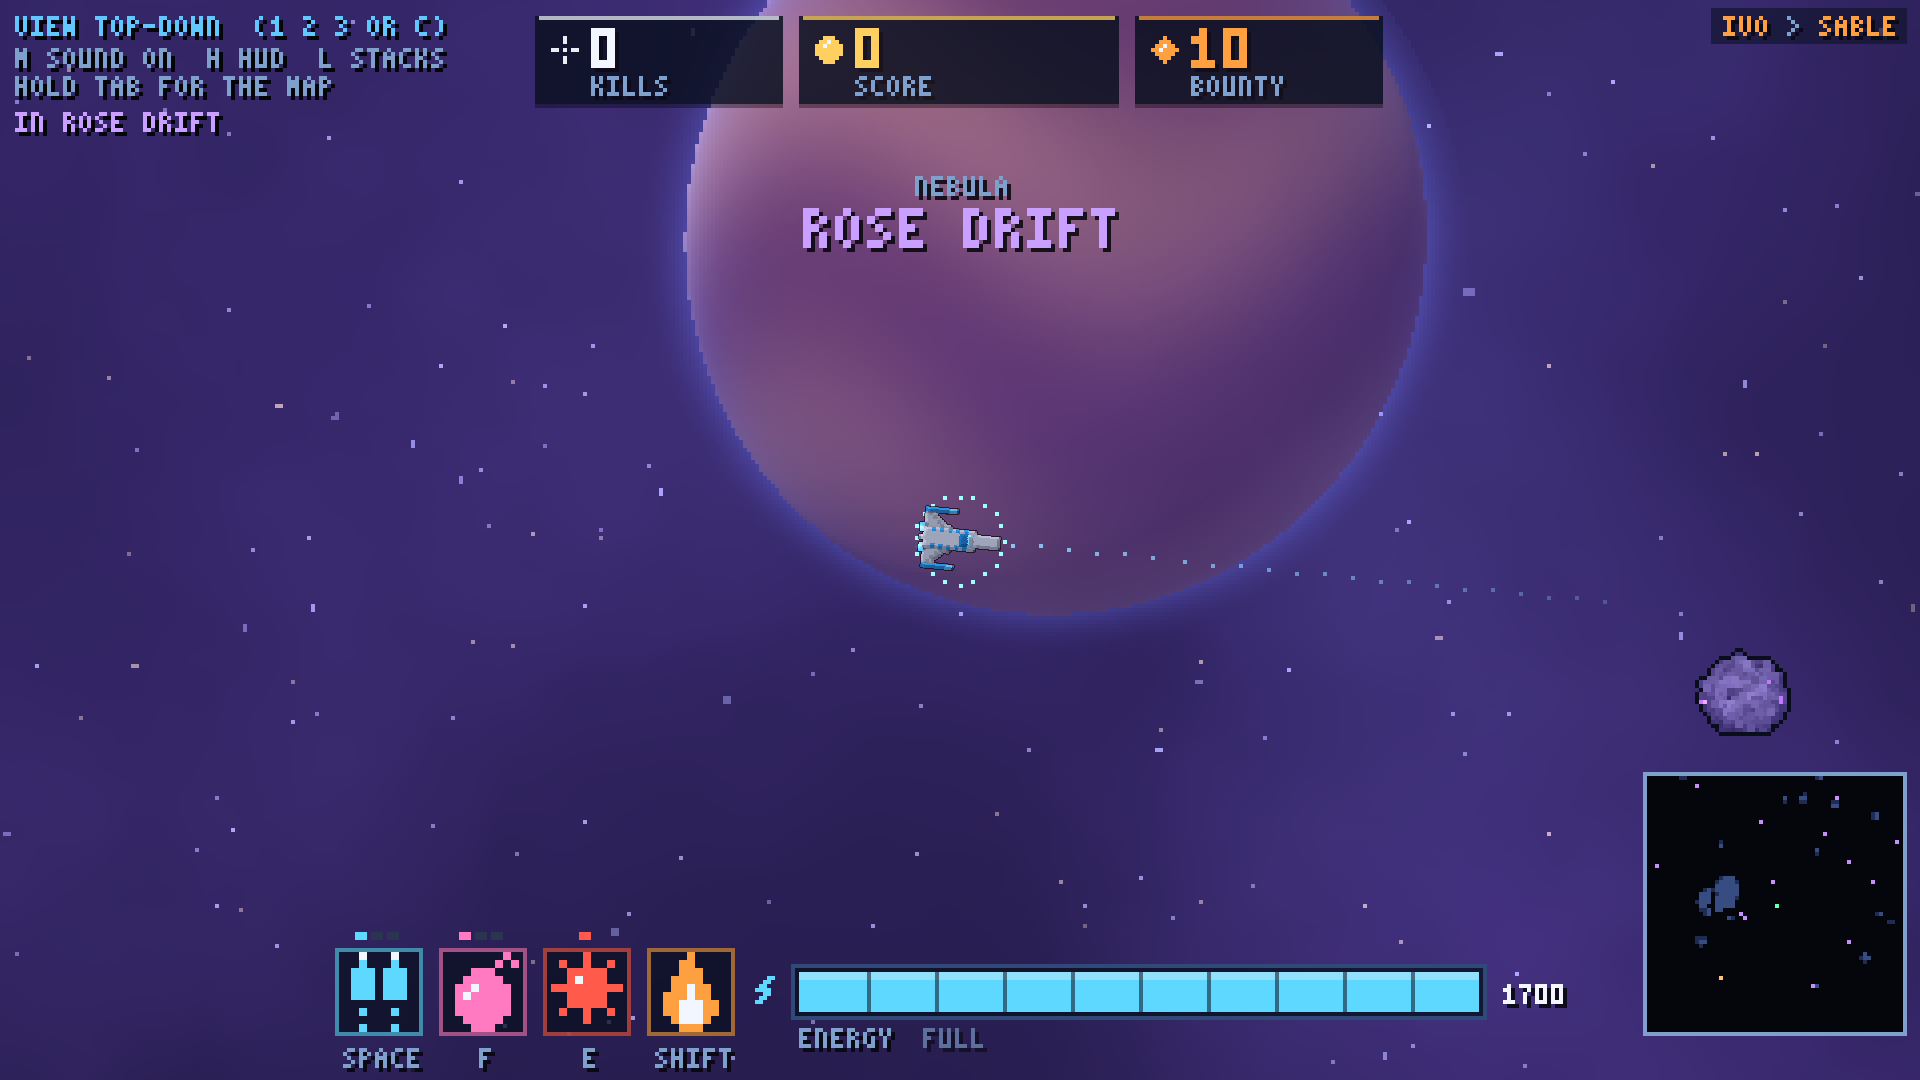 VIEW TOP-DOWN (1 2 3 OR C)
M SOUND ON H HUD L STACKS
HOLD TAB FOR THE MAP
IN ROSE DRIFT
0
KILLS
0
SCORE
10
BOUNTY
IVO > SABLE
NEBULA
ROSE DRIFT
SPACE
F
E
SHIFT
1700
ENERGY FULL